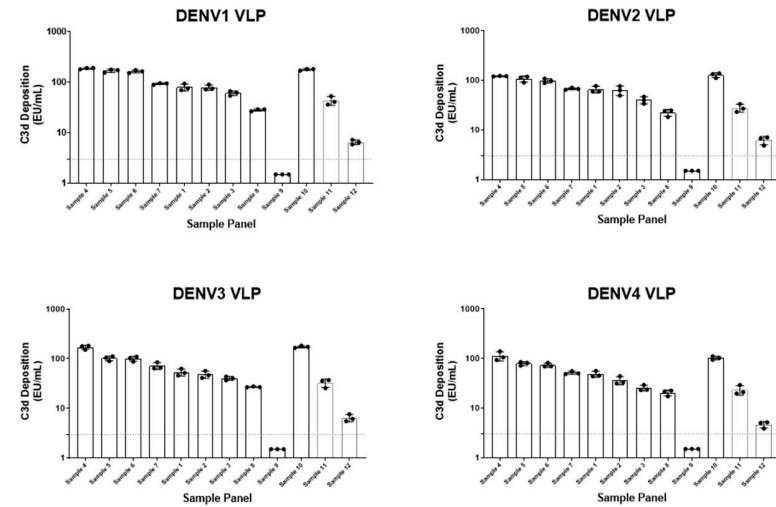 DENV1 VLP
C3d Deposition
(EU/mL)
1000
100
10
1
Sample 4
Sample 5
Sample 6
Sample 7
Sample 1
Sample 2
Sample 3
Sample 8
Sample 9
Sample 10
Sample 11
Sample 12
Sample Panel
DENV2 VLP
C3d Deposition
(EU/mL)
1000
100
10
1
Sample 4
Sample 5
Sample 6
Sample 7
Sample 1
Sample 2
Sample 3
Sample 8
Sample 9
Sample 10
Sample 11
Sample 12
Sample Panel
DENV3 VLP
C3d Deposition
(EU/mL)
1000
100
10
1
Sample 4
Sample 5
Sample 6
Sample 7
Sample 1
Sample 2
Sample 3
Sample 8
Sample 9
Sample 10
Sample 11
Sample 12
Sample Panel
DENV4 VLP
C3d Deposition
(EU/mL)
1000
100
10
1
Sample 4
Sample 5
Sample 6
Sample 7
Sample 1
Sample 2
Sample 3
Sample 8
Sample 9
Sample 10
Sample 11
Sample 12
Sample Panel